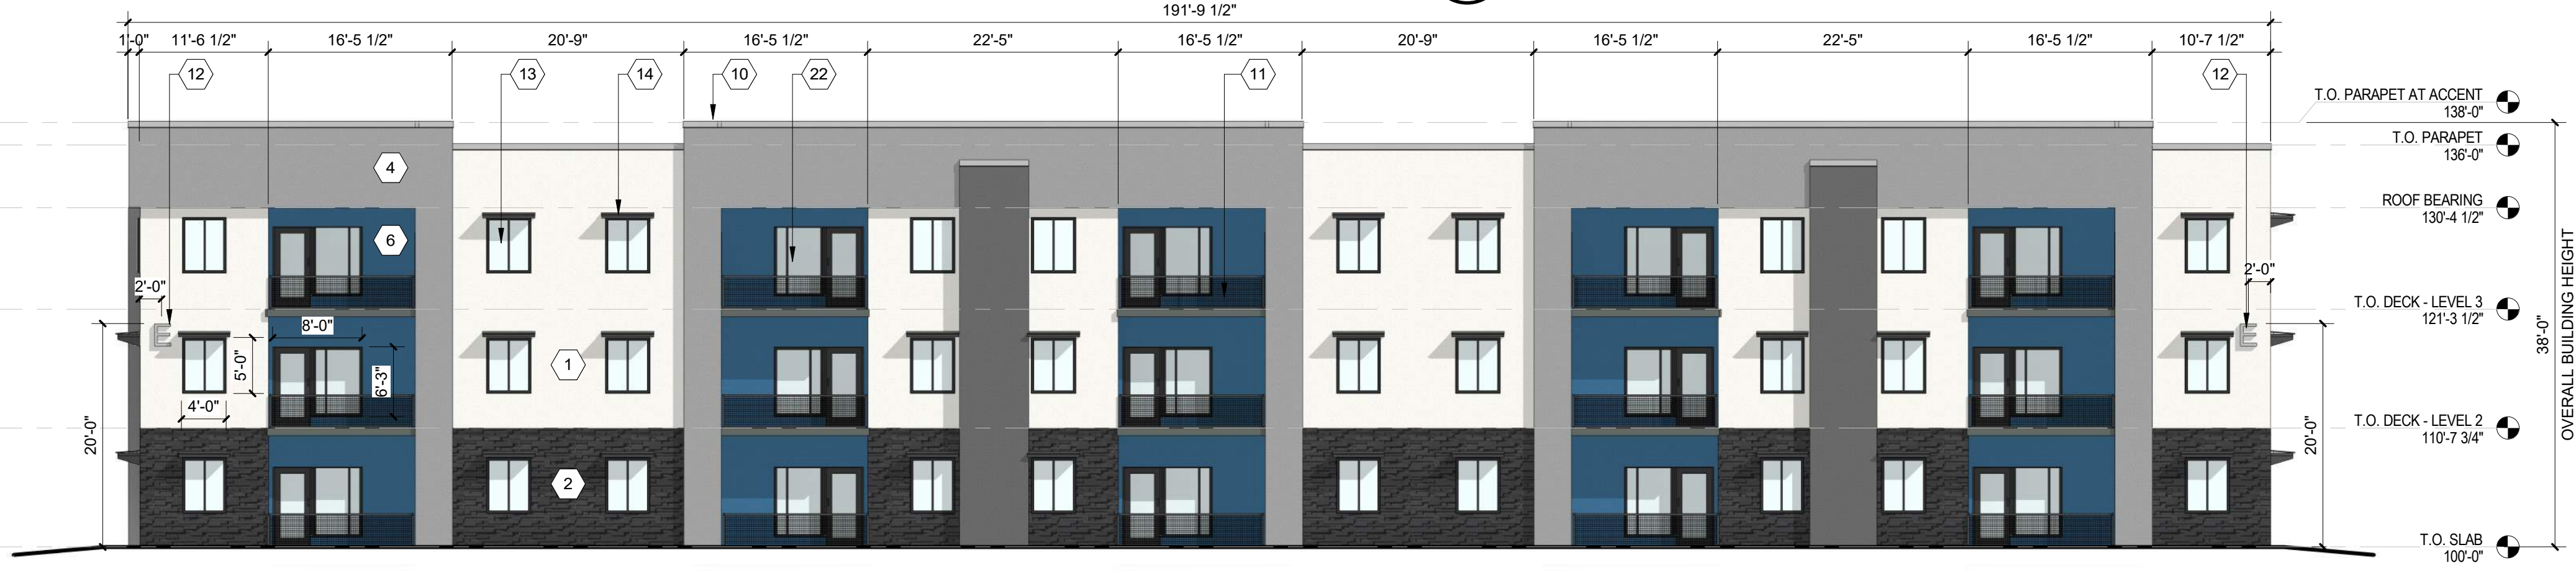 191'-9 1/2"
1'-0" 11'-6 1/2" 16'-5 1/2" 20'-9" 16'-5 1/2" 22'-5" 16'-5 1/2" 20'-9" 16'-5 1/2" 22'-5" 16'-5 1/2" 10'-7 1/2"
12 13 14 10 22 11 12
T.O. PARAPET AT ACCENT
138'-0"
T.O. PARAPET
136'-0"
4
ROOF BEARING
130'-4 1/2"
6
2'-0" 2'-0"
T.O. DECK - LEVEL 3
121'-3 1/2"
E 8'-0" E
38'-0"
OVERALL BUILDING HEIGHT
5'-0" 6'-3" 1
4'-0"
20'-0" 20'-0"
T.O. DECK - LEVEL 2
110'-7 3/4"
2
T.O. SLAB
100'-0"